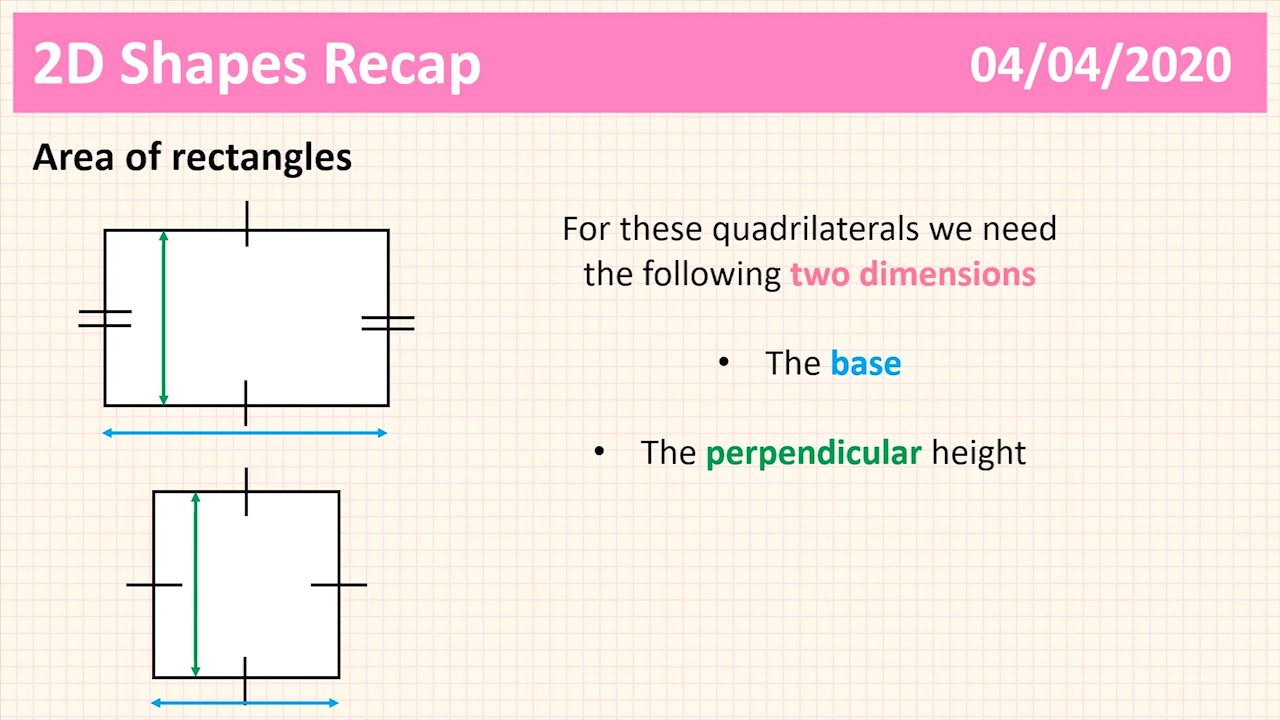 2D Shapes Recap
04/04/2020
Area of rectangles
For these quadrilaterals we need
the following two dimensions
• The base
• The perpendicular height